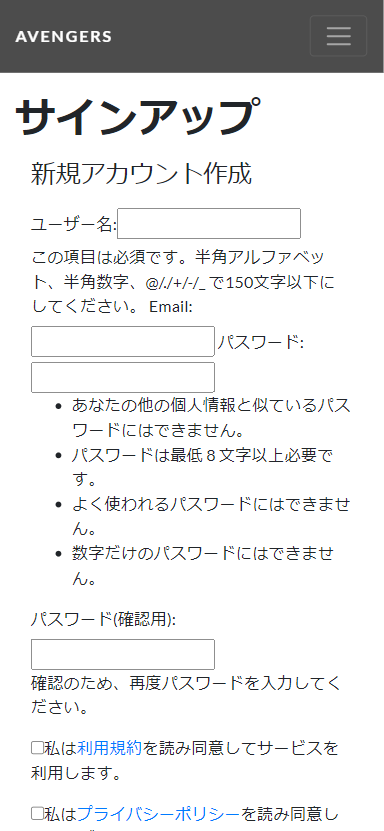 AVENGERS
サインアップ
新規アカウント作成
ユーザー名:
この項目は必須です。半角アルファベッ
ト、半角数字、@/./+/-/_ で150文字以下に
してください。 Email:
パスワード:
あなたの他の個人情報と似ているパス
ワードにはできません。
パスワードは最低 8 文字以上必要で
す。
よく使われるパスワードにはできませ
ん。
数字だけのパスワードにはできませ
ん。
パスワード(確認用):
確認のため、再度パスワードを入力してく
ださい。
私は利用規約を読み同意してサービスを
利用します。
私はプライバシーポリシーを読み同意し